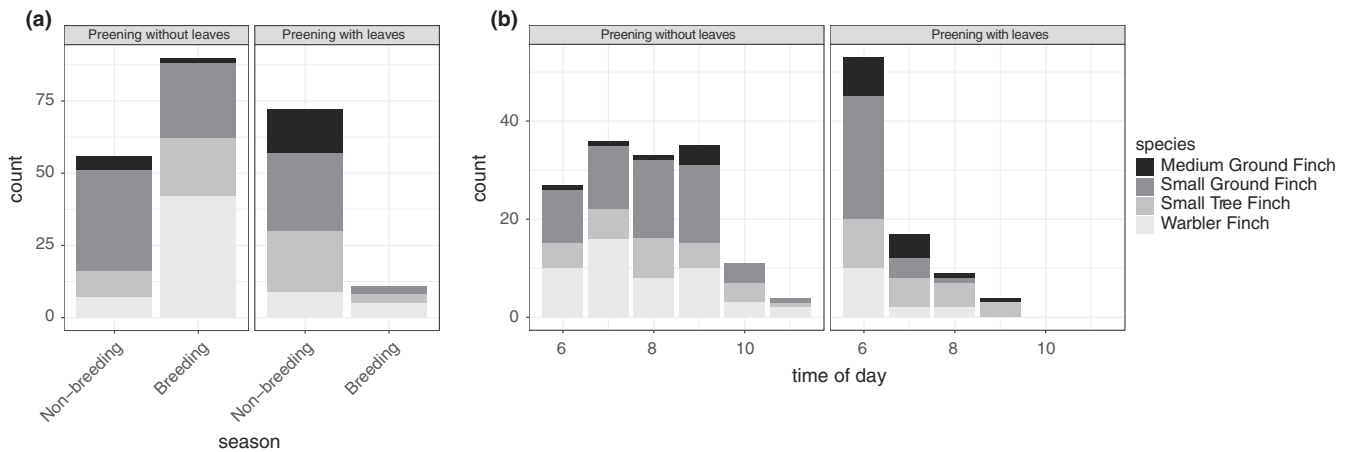 (a)
Preening without leaves
Preening with leaves
count
75
50
25
0
Non−breeding
Breeding
Non−breeding
Breeding
season
(b)
Preening without leaves
Preening with leaves
count
40
20
0
6
8
10
6
8
10
time of day
species
Medium Ground Finch
Small Ground Finch
Small Tree Finch
Warbler Finch